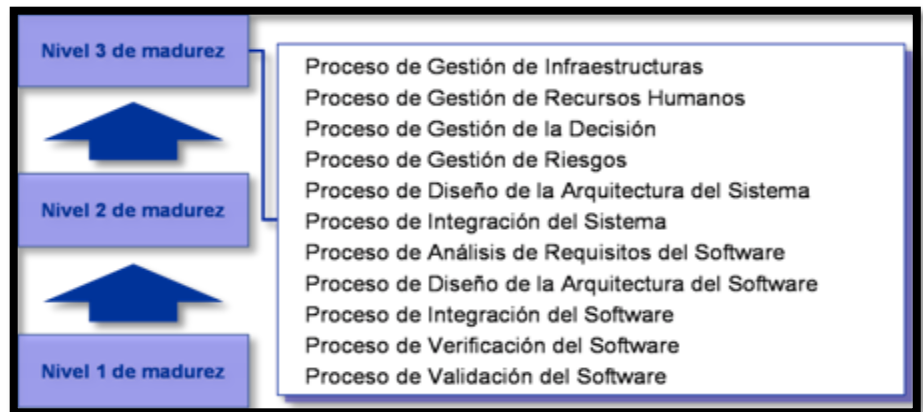 Nivel 3 de madurez
Nivel 2 de madurez
Nivel 1 de madurez
Proceso de Gestión de Infraestructuras
Proceso de Gestión de Recursos Humanos
Proceso de Gestión de la Decisión
Proceso de Gestión de Riesgos
Proceso de Diseño de la Arquitectura del Sistema
Proceso de Integración del Sistema
Proceso de Análisis de Requisitos del Software
Proceso de Diseño de la Arquitectura del Software
Proceso de Integración del Software
Proceso de Verificación del Software
Proceso de Validación del Software